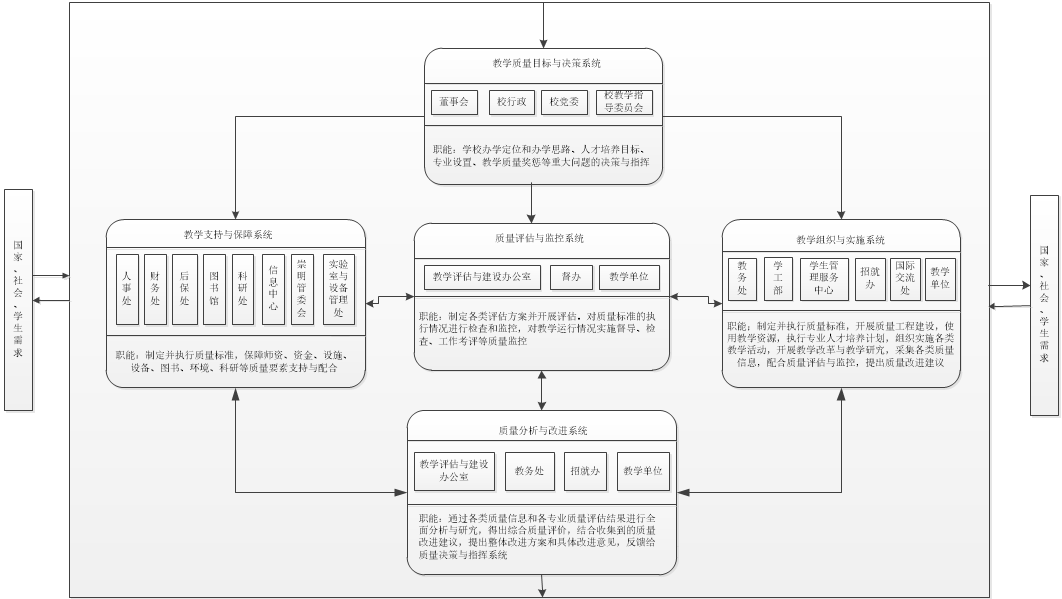 教学质量目标与决策系统
董事会
校行政
校党委
校教学指
导委员会
职能：学校办学定位和办学思路、人才培养目标、
专业设置、教学质量奖惩等重大问题的决策与指挥
国家、社会、学生需求
教学支持与保障系统
人事处
财务处
后保处
图书馆
科研处
信息中心
崇明管委会
实验
室与
设备
管理
处
职能：制定并执行质量标准，保障师资、资金、设施、
设备、图书、环境、科研等质量要素支持与配合
质量评估与监控系统
教学评估与建设办公室
督办
教学单位
职能：制定各类评估方案并开展评估，对质量标准的执
行情况进行检查和监控，对教学运行情况实施督导、检
查、工作考评等质量监控
教学组织与实施系统
教
务
处
学
工
部
学生管
理服务
中心
招就
办
国际
交流
处
教学
单位
职能：制定并执行质量标准，开展质量工程建设，使
用教学资源，执行专业人才培养计划，组织实施各类
教学活动，开展教学改革与教学研究，采集各类质量
信息，配合质量评估与监控，提出质量改进建议
国家、社会、学生需求
质量分析与改进系统
教学评估与建设
办公室
教务处
招就办
教学单位
职能：通过各类质量信息和各专业质量评估结果进行全
面分析与研究，得出综合质量评价，结合收集到的质量
改进建议，提出整体改进方案和具体改进意见，反馈给
质量决策与指挥系统